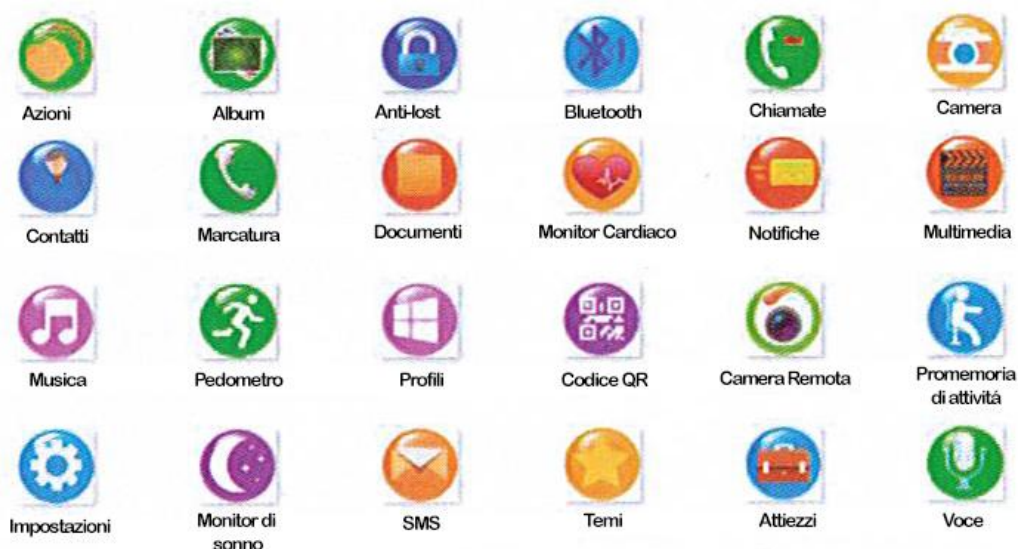 Azioni
Album
Anti-lost
Bluetooth
Chiamate
Camera
Contatti
Marcatura
Documenti
Monitor Cardiaco
Notifiche
Multimedia
Musica
Pedometro
Profili
Codice QR
Camera Remota
Promemoria
di attivitá
Impostazioni
Monitor di
sonno
SMS
Temi
Attiezzi
Voce